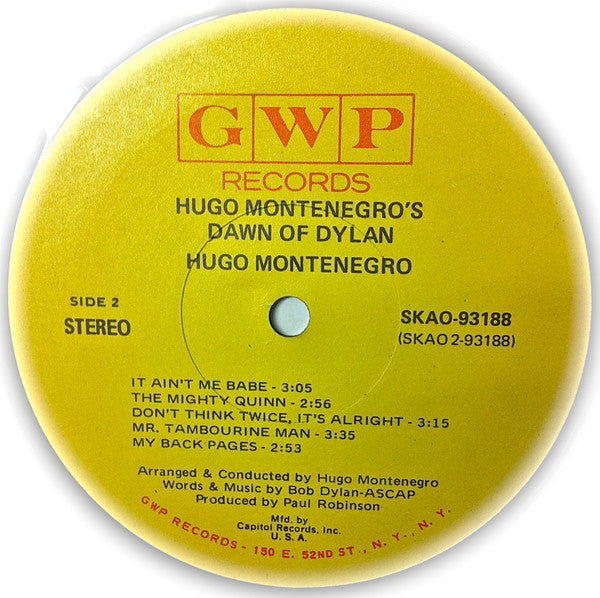 GWP
RECORDS
HUGO MONTENEGRO'S
DAWN OF DYLAN
HUGO MONTENEGRO
SIDE 2
STEREO
SKAO-93188
(SKAO 2-93188)
IT AIN'T ME BABE - 3:05
THE MIGHTY QUINN - 2:56
DON'T THINK TWICE, IT'S ALRIGHT - 3:15
MR. TAMBOURINE MAN - 3:35
MY BACK PAGES - 2:53
Arranged & Conducted by Hugo Montenegro
Words & Music by Bob Dylan-ASCAP
Produced by Paul Robinson
Mfd. by
Capitol Records, Inc.
U. S. A.
GWP RECORDS - 150 E. 52ND ST., N. Y., N. Y.